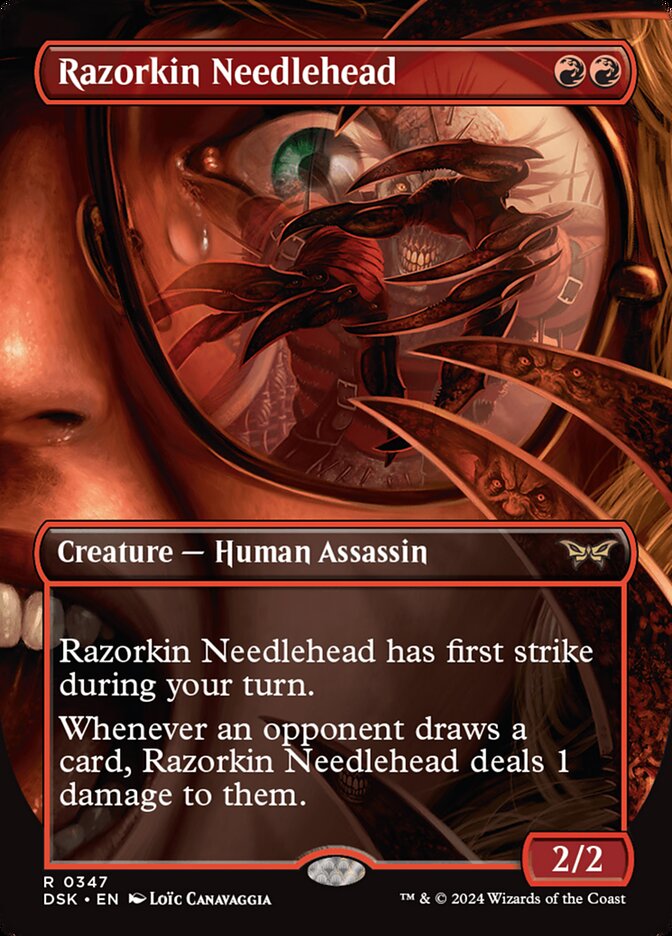 Razorkin Needlehead
Creature — Human Assassin
Razorkin Needlehead has first strike
during your turn.
Whenever an opponent draws a
card, Razorkin Needlehead deals 1
damage to them.
2/2
R 0347
DSK • EN Loïc Canavaggia
™ & © 2024 Wizards of the Coast